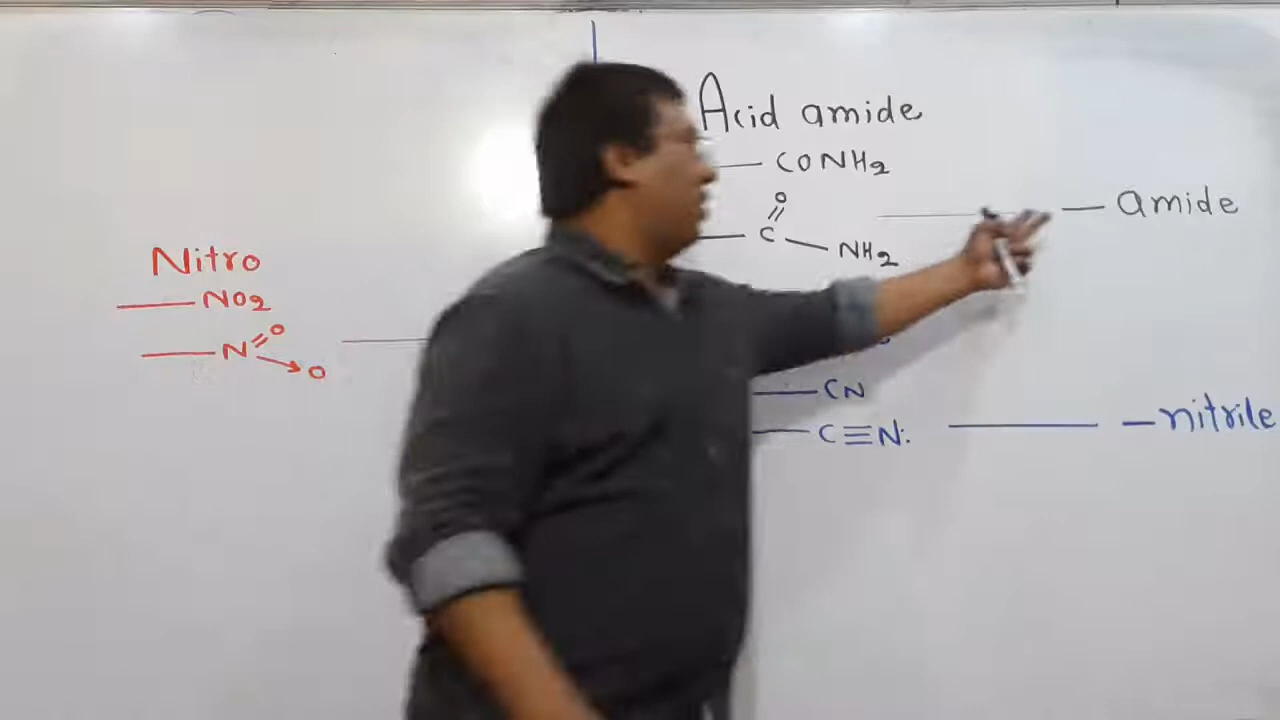 Nitro
—NO2
—N=O→O
Acid amide
—CONH2
—C(=O)—NH2 —amide
—CN
—C≡N: —nitrile